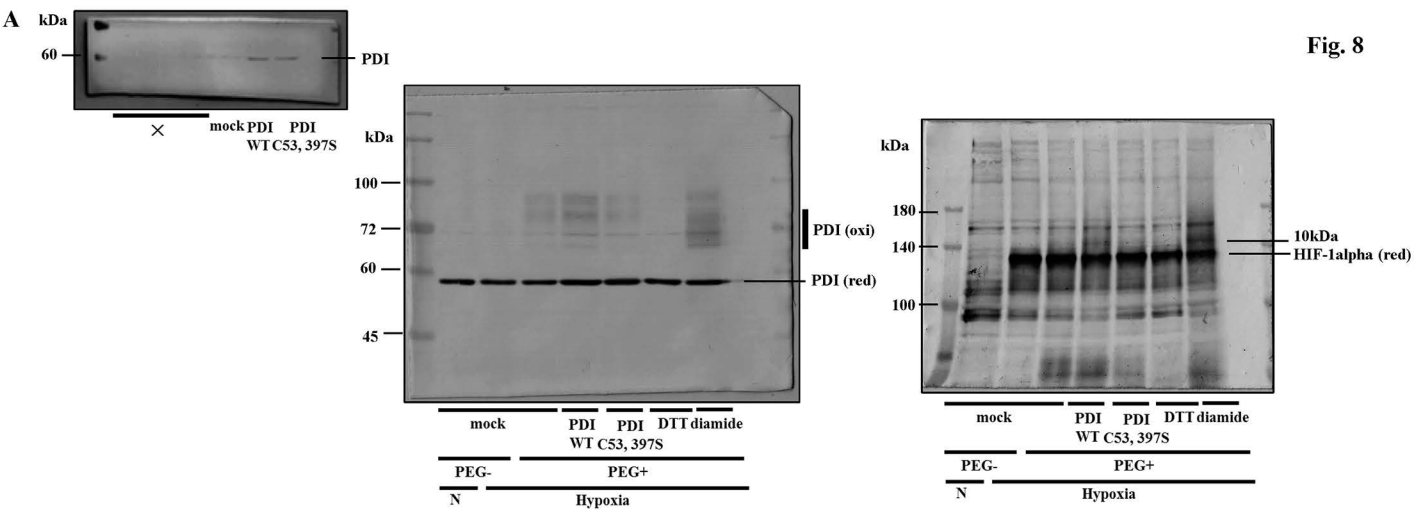 A
Fig. 8
kDa
60
PDI
×
mock PDI PDI
WT C53, 397S
kDa
100
72
60
45
PDI (oxi)
PDI (red)
mock PDI PDI DTT diamide
WT C53, 397S
PEG- PEG+
N Hypoxia
kDa
180
140
100
10kDa
HIF-1alpha (red)
mock PDI PDI DTT diamide
WT C53, 397S
PEG- PEG+
N Hypoxia